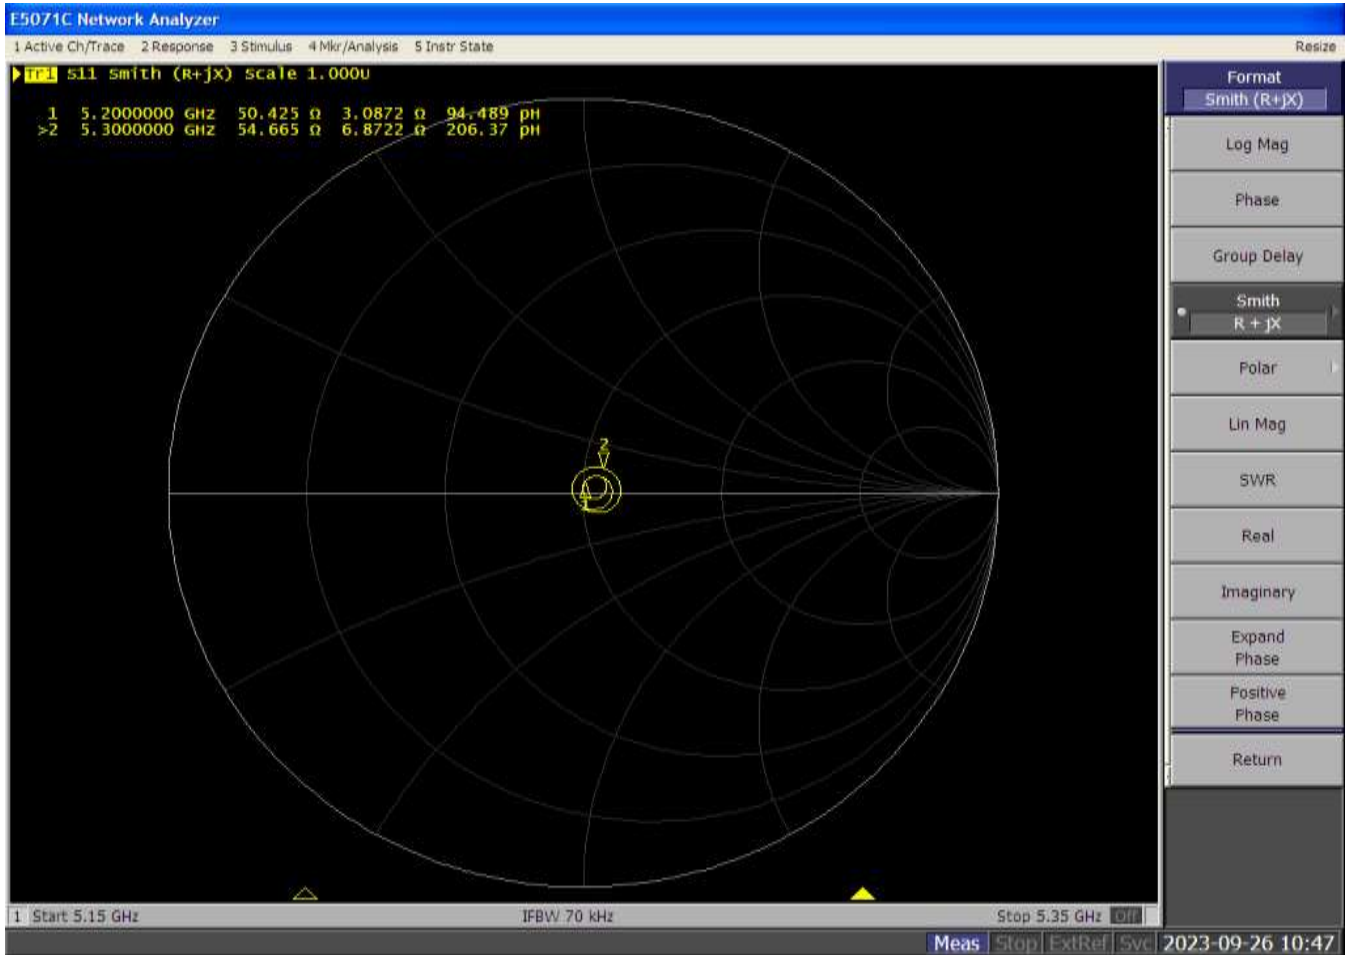 E5071C Network Analyzer
1 Active Ch/Trace 2 Response 3 Stimulus 4 Mkr/Analysis 5 Instr State Resize
Tr1 S11 Smith (R+jX) Scale 1.000U
1 5.2000000 GHz 50.425 Ω 3.0872 Ω 94.489 pH
>2 5.3000000 GHz 54.665 Ω 6.8722 Ω 206.37 pH
2
1
Format
Smith (R+jX)
Log Mag
Phase
Group Delay
Smith
R + jX
Polar
Lin Mag
SWR
Real
Imaginary
Expand
Phase
Positive
Phase
Return
1 Start 5.15 GHz IFBW 70 kHz Stop 5.35 GHz Off
Meas Stop ExtRef Svc 2023-09-26 10:47